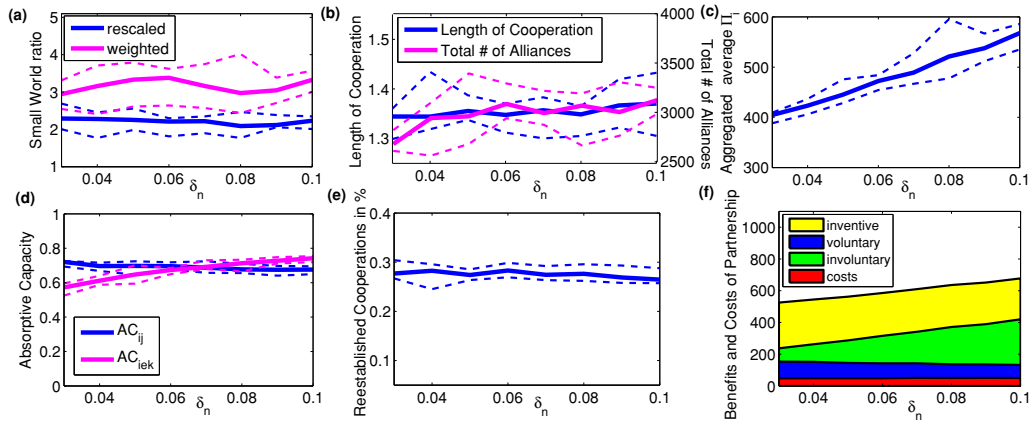 (a)
Small World ratio
5
4
3
2
1
rescaled
weighted
0.04
0.06
0.08
0.1
δn
(b)
Length of Cooperation
1.5
1.4
1.3
Length of Cooperation
Total # of Alliances
4000
3500
3000
2500
Total # of Alliances
0.04
0.06
0.08
0.1
δn
(c)
Aggregated average Πi
600
500
400
300
0.04
0.06
0.08
0.1
δn
(d)
Absorptive Capacity
1
0.8
0.6
0.4
0.2
0
ACij
ACiek
0.04
0.06
0.08
0.1
δn
(e)
Reestablished Cooperations in %
0.4
0.3
0.2
0.1
0.04
0.06
0.08
0.1
δn
(f)
Benefits and Costs of Partnership
1000
800
600
400
200
0
inventive
voluntary
involuntary
costs
0.04
0.06
0.08
0.1
δn